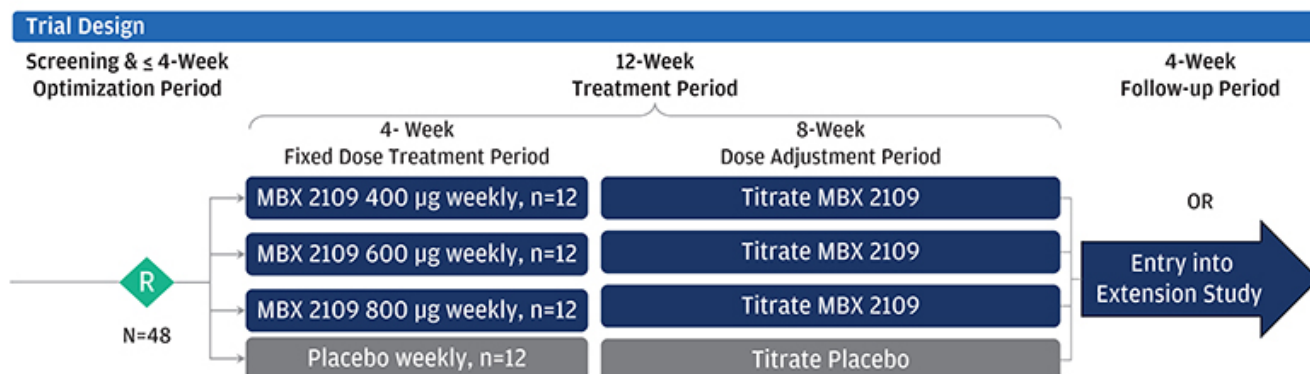 Trial Design
Screening & ≤ 4-Week
Optimization Period
12-Week
Treatment Period
4-Week
Follow-up Period
4- Week
Fixed Dose Treatment Period
8-Week
Dose Adjustment Period
MBX 2109 400 µg weekly, n=12
Titrate MBX 2109
OR
MBX 2109 600 µg weekly, n=12
Titrate MBX 2109
Entry into
Extension Study
R
N=48
MBX 2109 800 µg weekly, n=12
Titrate MBX 2109
Placebo weekly, n=12
Titrate Placebo